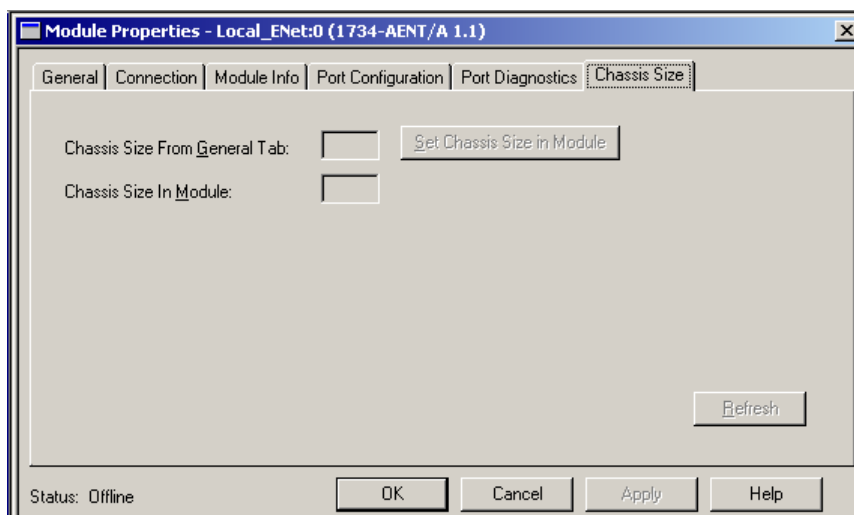 Module Properties - Local_ENet:0 (1734-AENT/A 1.1)
General Connection Module Info Port Configuration Port Diagnostics Chassis Size
Chassis Size From General Tab: Set Chassis Size in Module
Chassis Size In Module:
Refresh
Status: Offline OK Cancel Apply Help